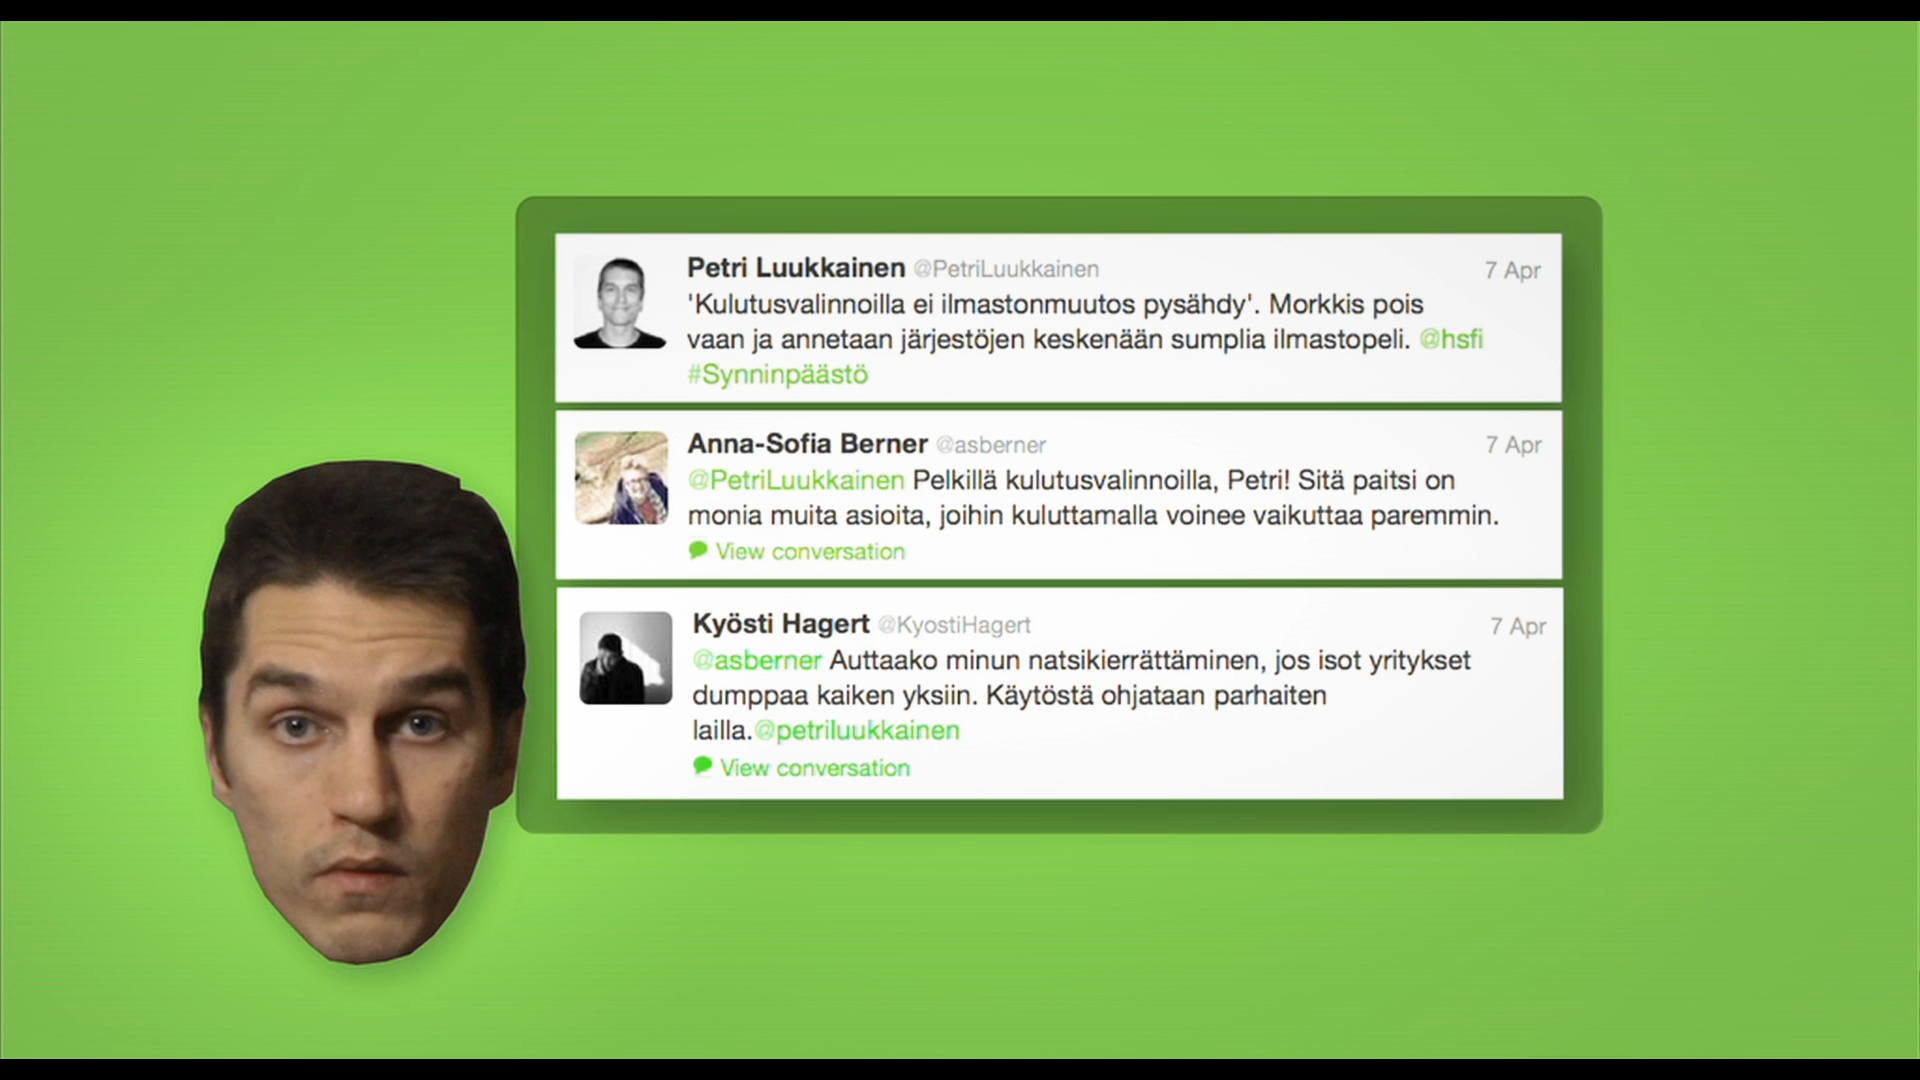 Petri Luukkainen @PetriLuukkainen 7 Apr
'Kulutusvalinnoilla ei ilmastonmuutos pysähdy'. Morkkis pois
vaan ja annetaan järjestöjen keskenään sumplia ilmastopeli. @hsfi
#Synninpäästö
Anna-Sofia Berner @asberner 7 Apr
@PetriLuukkainen Pelkillä kulutusvalinnoilla, Petri! Sitä paitsi on
monia muita asioita, joihin kuluttamalla voinee vaikuttaa paremmin.
View conversation
Kyösti Hagert @KyostiHagert 7 Apr
@asberner Auttaako minun natsikierrättäminen, jos isot yritykset
dumppaa kaiken yksiin. Käytöstä ohjataan parhaiten
lailla.@petriluukkainen
View conversation